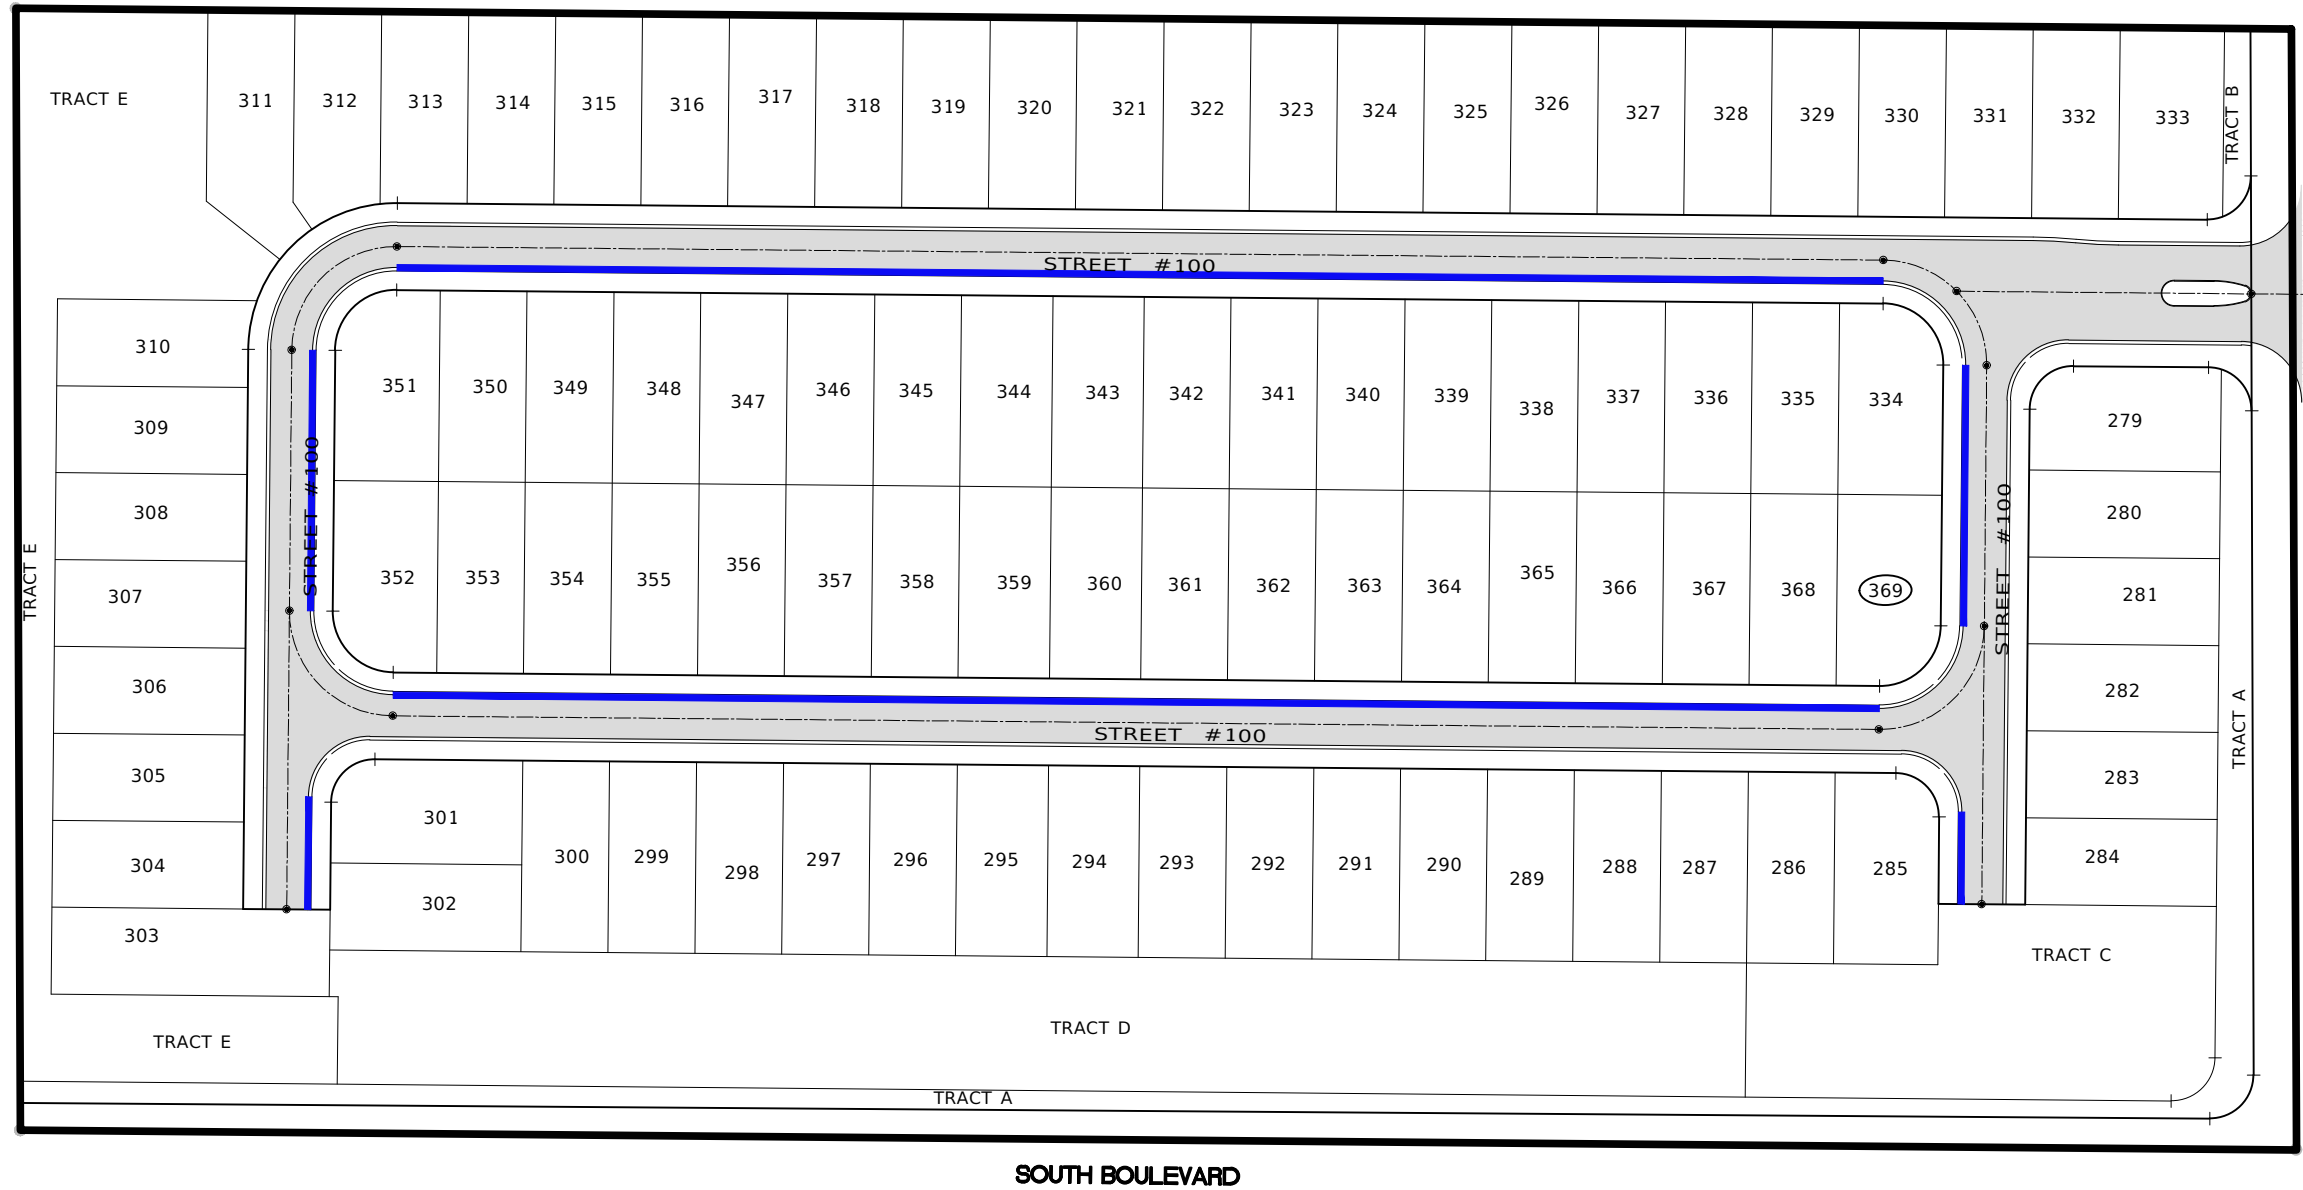 TRACT E
311 312 313 314 315 316 317 318 319 320 321 322 323 324 325 326 327 328 329 330 331 332 333
TRACT B
STREET #100
310
309
308
307
306
305
304
303
TRACT E
STREET #100
351 350 349 348 347 346 345 344 343 342 341 340 339 338 337 336 335 334
352 353 354 355 356 357 358 359 360 361 362 363 364 365 366 367 368 369
STREET #100
279
280
281
282
283
284
TRACT A
STREET #100
301
302
300 299 298 297 296 295 294 293 292 291 290 289 288 287 286 285
TRACT C
TRACT E
TRACT D
TRACT A
SOUTH BOULEVARD